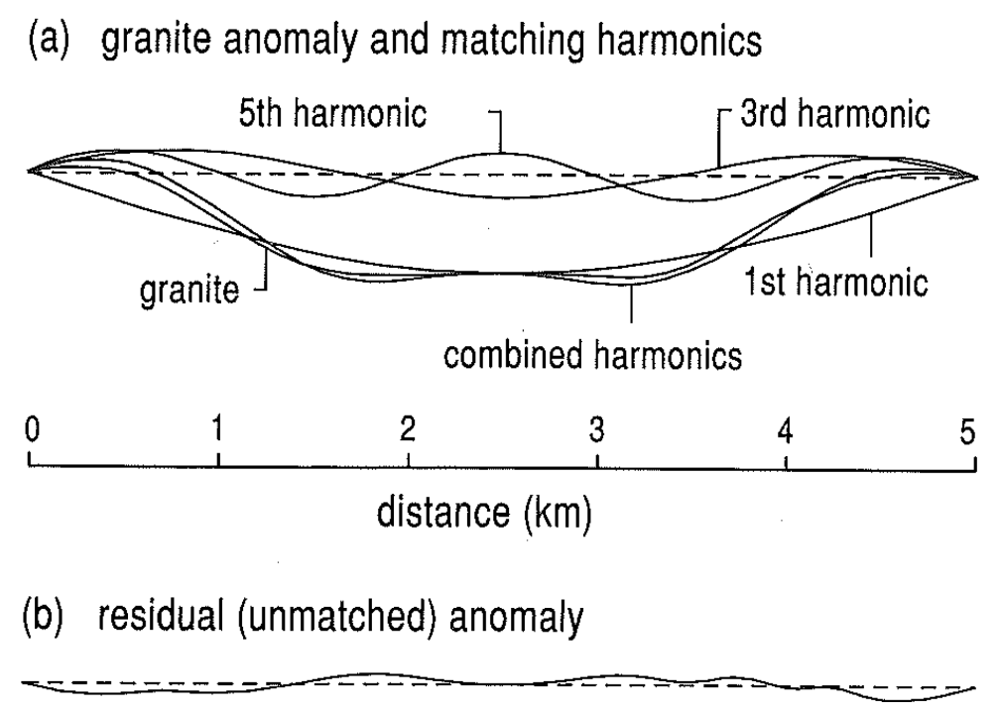 (a) granite anomaly and matching harmonics
5th harmonic
3rd harmonic
granite
1st harmonic
combined harmonics
0 1 2 3 4 5
distance (km)
(b) residual (unmatched) anomaly